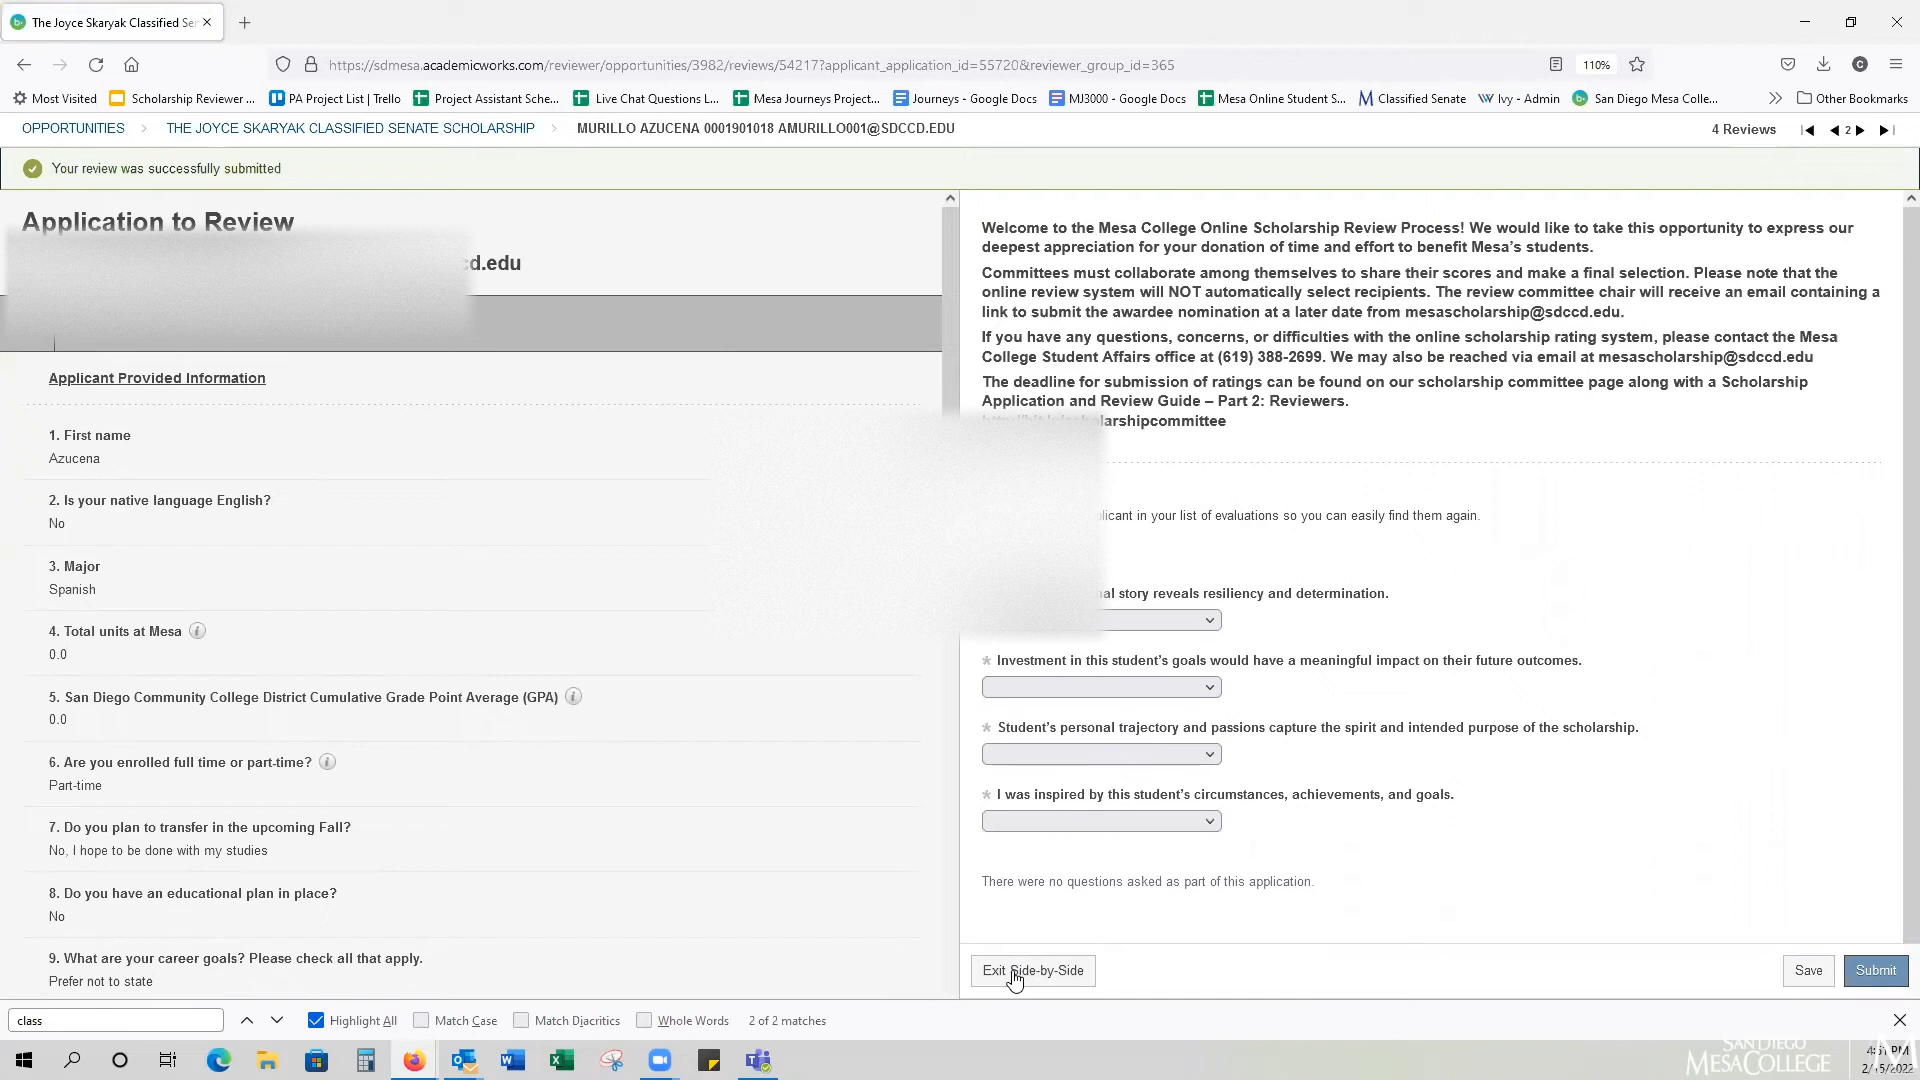 The Joyce Skaryak Classified Se
https://sdmesa.academicworks.com/reviewer/opportunities/3982/reviews/54217?applicant_application_id=55720&reviewer_group_id=365
110%
C
Most Visited
Scholarship Reviewer ...
PA Project List | Trello
Project Assistant Sche...
Live Chat Questions L...
Mesa Journeys Project...
Journeys - Google Docs
MJ3000 - Google Docs
Mesa Online Student S...
Classified Senate
Ivy - Admin
San Diego Mesa Colle...
Other Bookmarks
OPPORTUNITIES > THE JOYCE SKARYAK CLASSIFIED SENATE SCHOLARSHIP > MURILLO AZUCENA 0001901018 AMURILLO001@SDCCD.EDU
4 Reviews
2
Your review was successfully submitted
Application to Review
cd.edu
Applicant Provided Information
1. First name
Azucena
2. Is your native language English?
No
3. Major
Spanish
4. Total units at Mesa
0.0
5. San Diego Community College District Cumulative Grade Point Average (GPA)
0.0
6. Are you enrolled full time or part-time?
Part-time
7. Do you plan to transfer in the upcoming Fall?
No, I hope to be done with my studies
8. Do you have an educational plan in place?
No
9. What are your career goals? Please check all that apply.
Prefer not to state
Welcome to the Mesa College Online Scholarship Review Process! We would like to take this opportunity to express our
deepest appreciation for your donation of time and effort to benefit Mesa's students.
Committees must collaborate among themselves to share their scores and make a final selection. Please note that the
online review system will NOT automatically select recipients. The review committee chair will receive an email containing a
link to submit the awardee nomination at a later date from mesascholarship@sdccd.edu.
If you have any questions, concerns, or difficulties with the online scholarship rating system, please contact the Mesa
College Student Affairs office at (619) 388-2699. We may also be reached via email at mesascholarship@sdccd.edu
The deadline for submission of ratings can be found on our scholarship committee page along with a Scholarship
Application and Review Guide – Part 2: Reviewers.
larshipcommittee
licant in your list of evaluations so you can easily find them again.
al story reveals resiliency and determination.
* Investment in this student's goals would have a meaningful impact on their future outcomes.
* Student's personal trajectory and passions capture the spirit and intended purpose of the scholarship.
* I was inspired by this student's circumstances, achievements, and goals.
There were no questions asked as part of this application.
Exit Side-by-Side
Save
Submit
class
Highlight All
Match Case
Match Diacritics
Whole Words
2 of 2 matches
SAN DIEGO
MESA COLLEGE